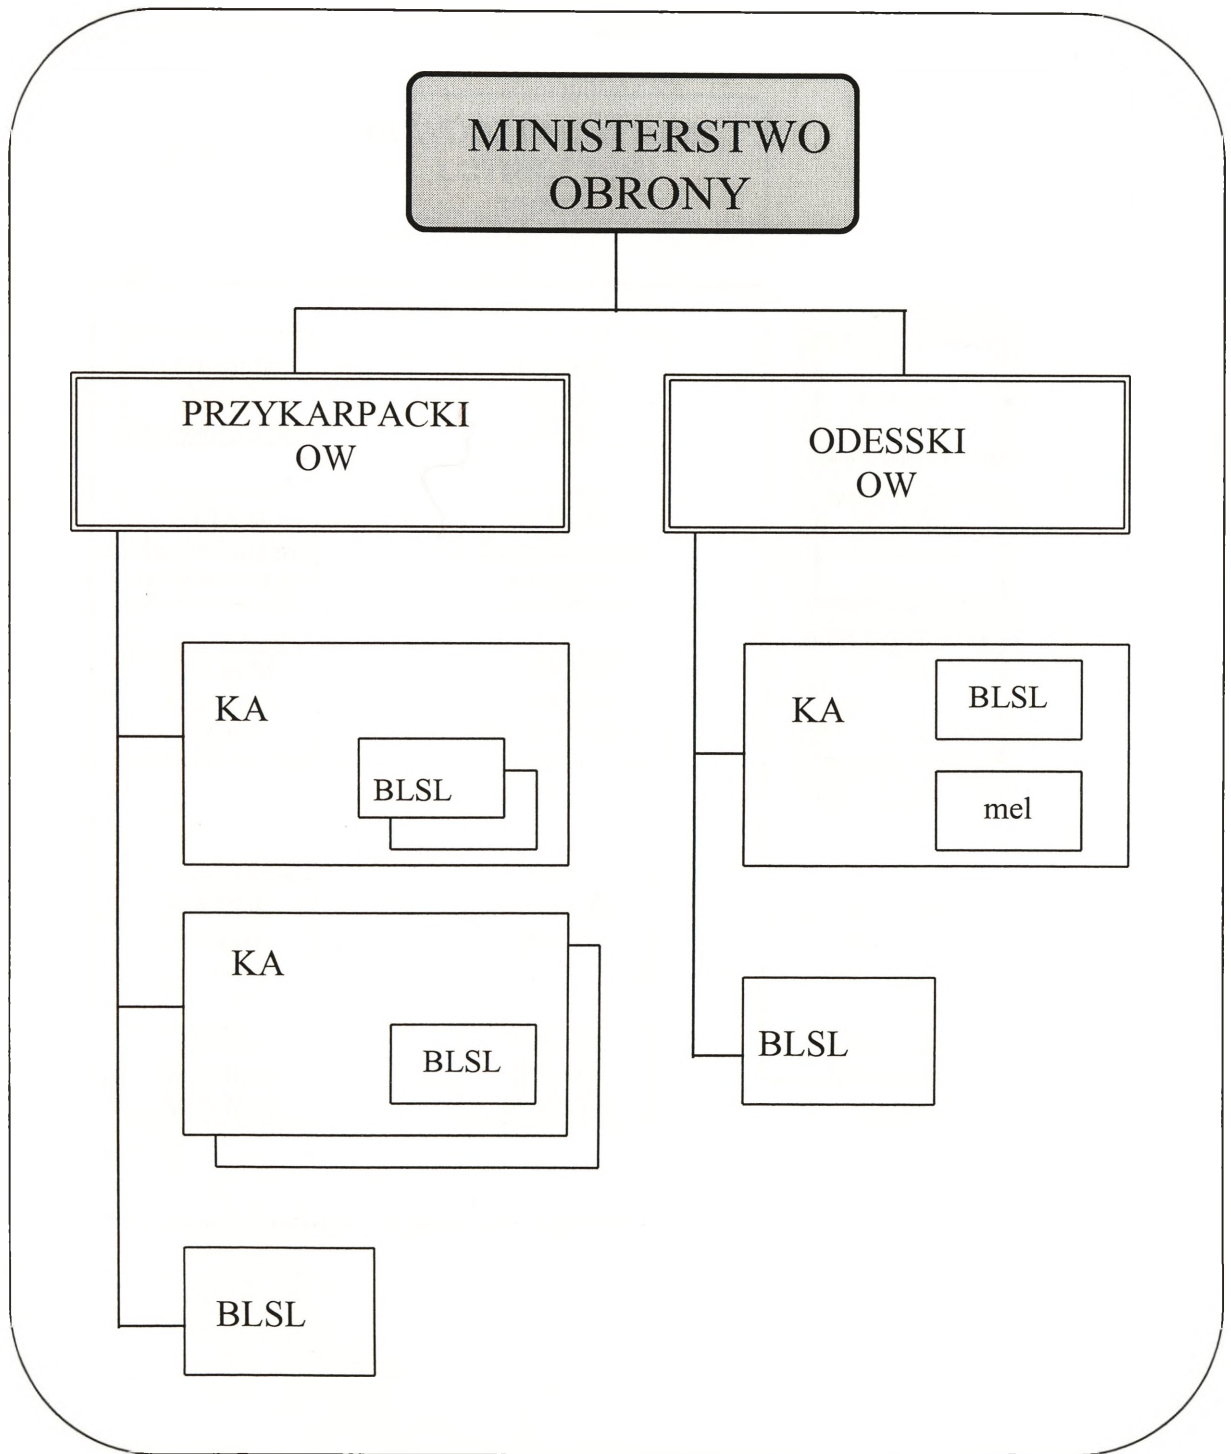 MINISTERSTWO
OBRONY
PRZYKARPACKI
OW
ODESSKI
OW
KA
BLSL
KA
BLSL
BLSL
KA
BLSL
mel
BLSL